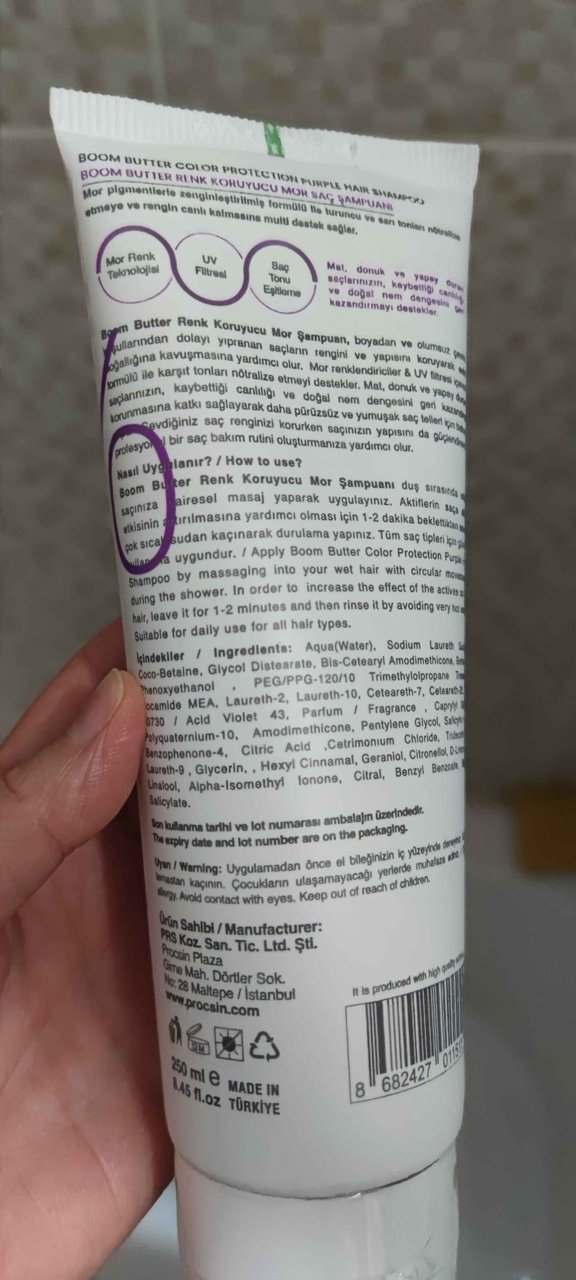 BOOM BUTTER COLOR PROTECTION PURPLE HAIR SHAMPOO
BOOM BUTTER RENK KORUYUCU MOR SAÇ ŞAMPUANI
Mor pigmentlerle zenginleştirilmiş formülü ile turuncu ve sarı tonları nötralize
etmeye ve rengin canlı kalmasına multi destek sağlar.
Mor Renk
Teknolojisi
UV
Filtresi
Saç
Tonu
Eşitleme
Mat, donuk ve yapay duran
saçlarınızın, kaybettiği canlılığı
ve doğal nem dengesini geri
kazandırmayı destekler.
Boom Butter Renk Koruyucu Mor Şampuan, boyadan ve olumsuz
dolayı yıpranan saçların rengini ve yapısını koruyarak
kavuşmasına yardımcı olur. Mor renklendiriciler & UV filtresi
formülü ile karşıt tonları nötralize etmeyi destekler. Mat, donuk ve yapay
saçlarınızın, kaybettiği canlılığı ve doğal nem dengesini geri
korunmasına katkı sağlayarak daha pürüzsüz ve yumuşak saç telleri için
Sevdiğiniz saç renginizi korurken saçınızın yapısını da
bir saç bakım rutini oluşturmanıza yardımcı olur.
Nasıl Uygulanır? / How to use?
Boom Butter Renk Koruyucu Mor Şampuanı duş sırasında
saçınıza dairesel masaj yaparak uygulayınız. Aktiflerin saça
etkisinin artırılmasına yardımcı olması için 1-2 dakika beklettikten
çok sıcak sudan kaçınarak durulama yapınız. Tüm saç tipleri için
uygundur. / Apply Boom Butter Color Protection Purple
Shampoo by massaging into your wet hair with circular
during the shower. In order to increase the effect of the actives
hair, leave it for 1-2 minutes and then rinse it by avoiding very hot
Suitable for daily use for all hair types.
İçindekiler / Ingredients: Aqua(Water), Sodium Laureth
Coco-Betaine, Glycol Distearate, Bis-Cetearyl Amodimethicone,
Phenoxyethanol , PEG/PPG-120/10 Trimethylolpropane
Cocamide MEA, Laureth-2, Laureth-10, Ceteareth-7,
0730 / Acid Violet 43, Parfum / Fragrance , Caprylyl
Polyquaternium-10, Amodimethicone, Pentylene Glycol,
Benzophenone-4, Citric Acid ,Cetrimonium Chloride,
Laureth-9 , Glycerin, , Hexyl Cinnamal, Geraniol, Citronellol,
Linalool, Alpha-Isomethyl Ionone, Citral, Benzyl Benzoate,
Salicylate.
Son kullanma tarihi ve lot numarası ambalajın üzerindedir.
The expiry date and lot number are on the packaging.
Uyarı / Warning: Uygulamadan önce el bileğinizin iç yüzeyinde
temastan kaçının. Çocukların ulaşamayacağı yerlerde muhafaza ediniz.
allergy. Avoid contact with eyes. Keep out of reach of children.
Ürün Sahibi / Manufacturer:
PRS Koz. San. Tic. Ltd. Şti.
Procsin Plaza
Girne Mah. Dörtler Sok.
No: 28 Maltepe / İstanbul
www.procsin.com
It is produced with high quality
250 ml e MADE IN
8.45 fl.oz TÜRKİYE
8 682427